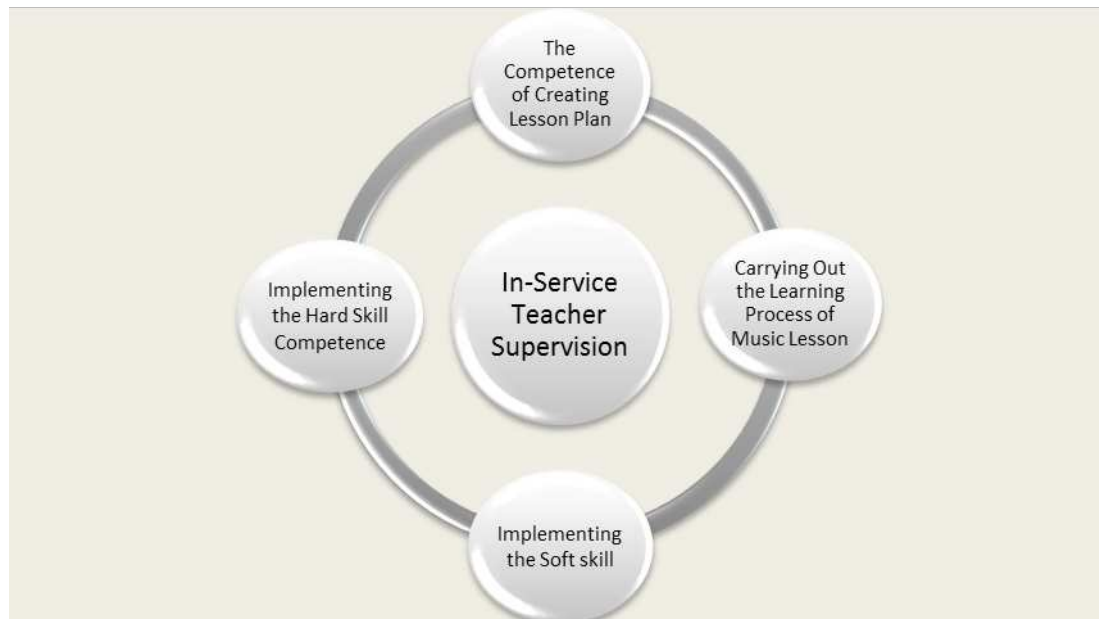 The
Competence
of Creating
Lesson Plan
Implementing
the Hard Skill
Competence
In-Service
Teacher
Supervision
Carrying Out
the Learning
Process of
Music Lesson
Implementing
the Soft skill